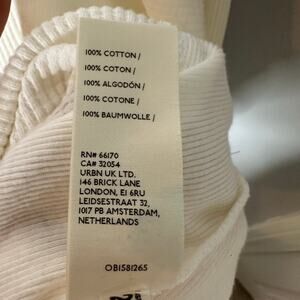 100% COTTON /
100% COTON /
100% ALGODÓN /
100% COTONE /
100% BAUMWOLLE /
RN# 66170
CA# 32054
URBN UK LTD.
146 BRICK LANE
LONDON, E1 6RU
LEIDSESTRAAT 32,
1017 PB AMSTERDAM,
NETHERLANDS
OB1581265